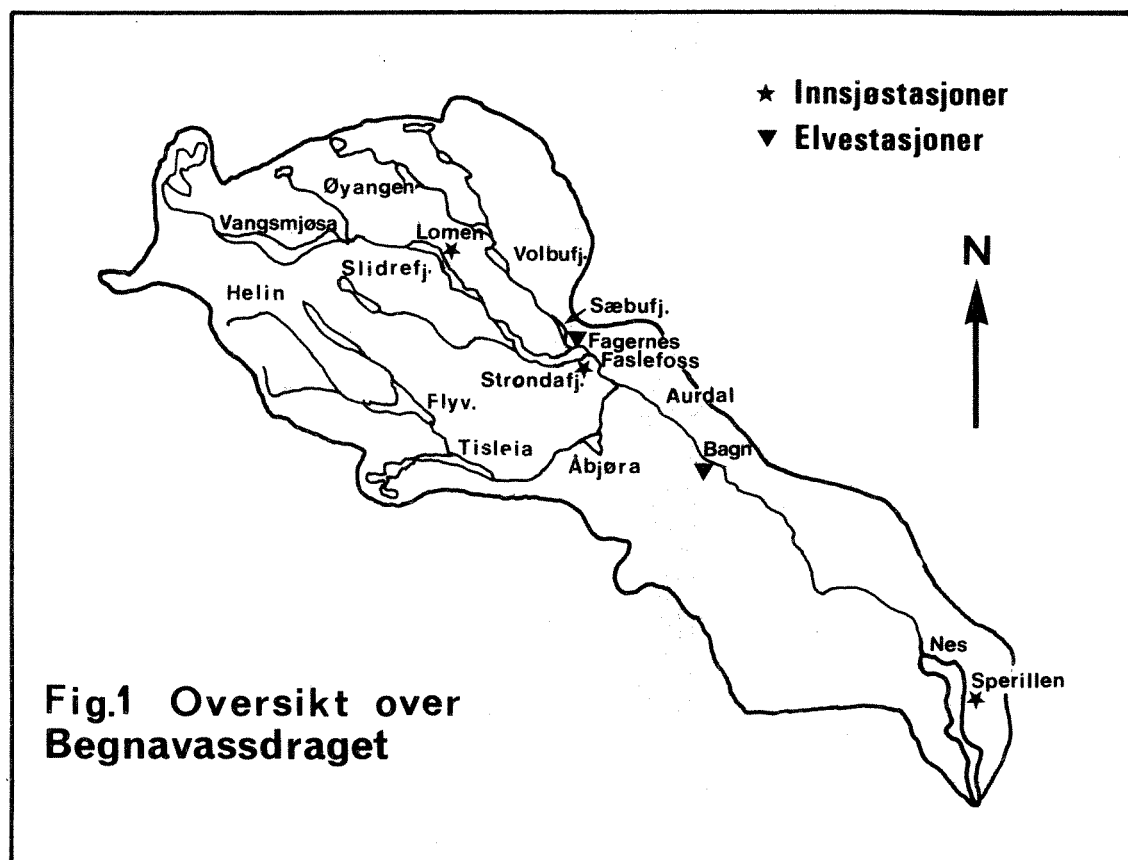 ★ Innsjøstasjoner
▼ Elvestasjoner
Øyangen
Vangsmjøsa
Lomen
Volbufj.
Slidrefj.
N
Helin
Sæbufj.
Fagernes
Faslefoss
Strøndafj.
Aurdal
Flyv.
Bagn
Tisleia
Åbjøra
Nes
Sperillen
Fig.1 Oversikt over
Begnavassdraget